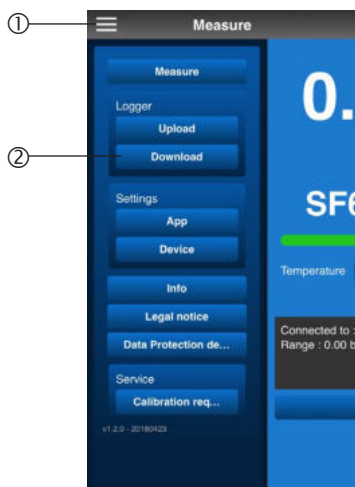 ①
Measure
Measure
Logger
Upload
②
Download
Settings
App
Device
Info
Legal notice
Data Protection de...
Service
Calibration req...
v1.2.0 - 20180423
0.
SF6
Temperature
Connected to :
Range : 0.00 b